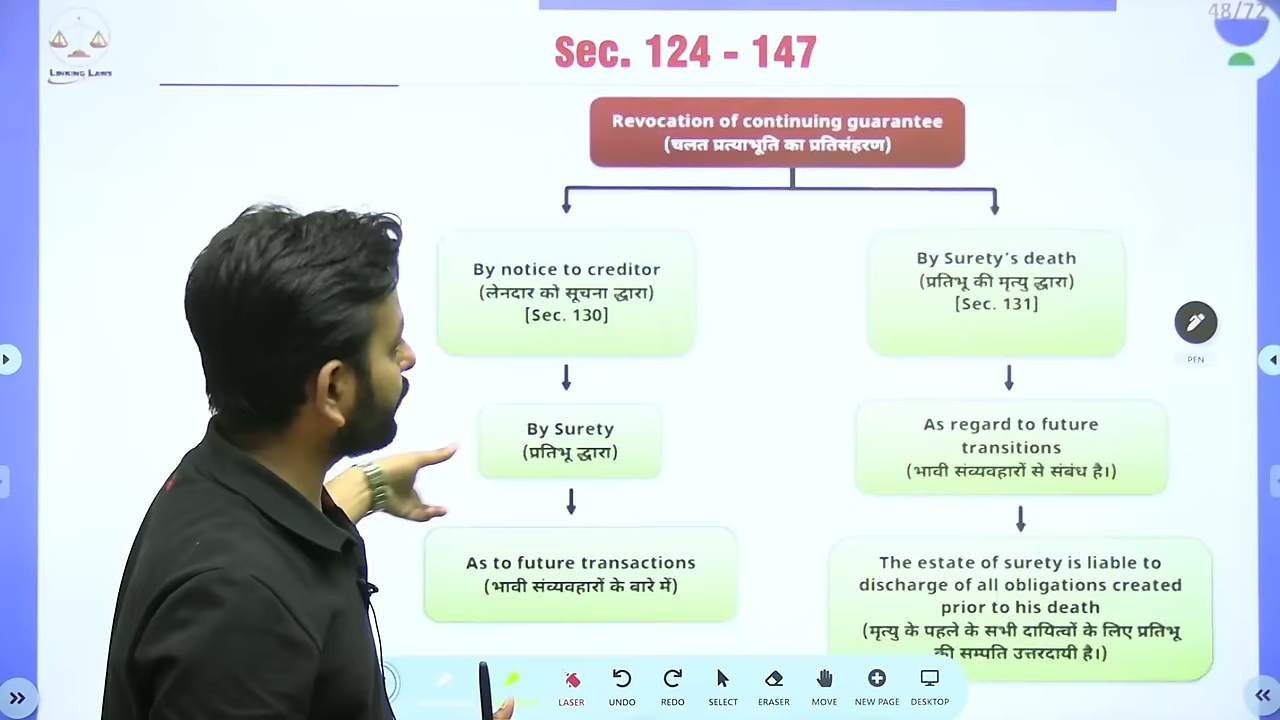 48/72
LINKING LAWS
Sec. 124 - 147
Revocation of continuing guarantee
(चलत प्रत्याभूति का प्रतिसंहरण)
By notice to creditor
(लेनदार को सूचना द्धारा)
[Sec. 130]
By Surety's death
(प्रतिभू की मृत्यु द्धारा)
[Sec. 131]
PEN
By Surety
(प्रतिभू द्धारा)
As regard to future
transitions
(भावी संव्यवहारों से संबंध है।)
As to future transactions
(भावी संव्यवहारों के बारे में)
The estate of surety is liable to
discharge of all obligations created
prior to his death
(मृत्यु के पहले के सभी दायित्वों के लिए प्रतिभू
की सम्पति उत्तरदायी है।)
LASER
UNDO
REDO
SELECT
ERASER
MOVE
NEW PAGE
DESKTOP